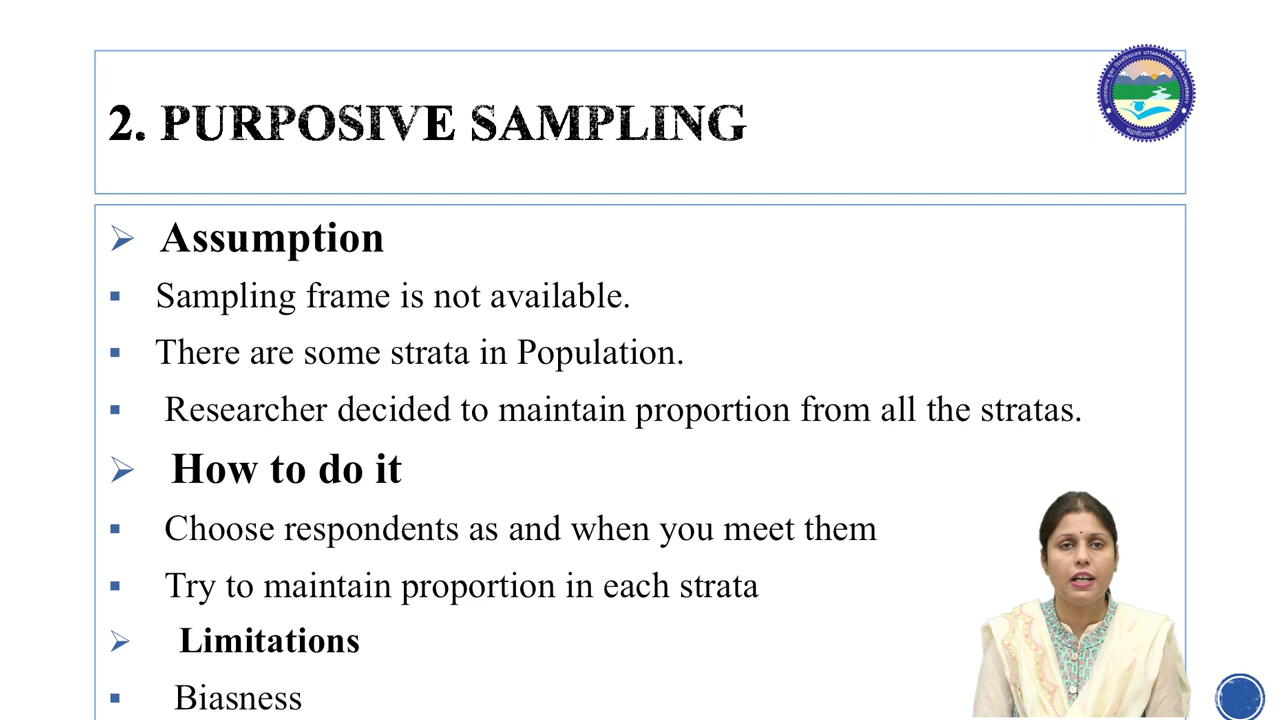 2. PURPOSIVE SAMPLING
Assumption
Sampling frame is not available.
There are some strata in Population.
Researcher decided to maintain proportion from all the stratas.
How to do it
Choose respondents as and when you meet them
Try to maintain proportion in each strata
Limitations
Biasness